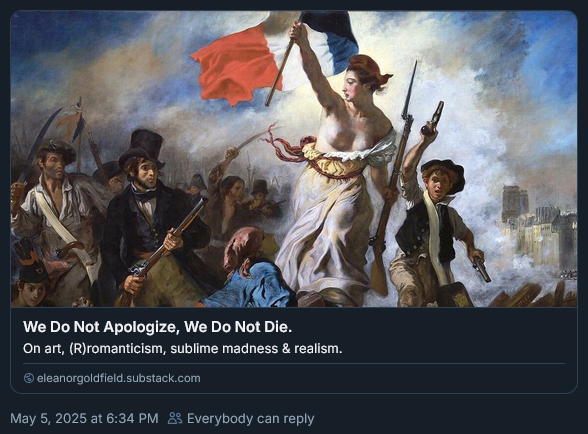 We Do Not Apologize, We Do Not Die.
On art, (R)romanticism, sublime madness & realism.
eleanorgoldfield.substack.com
May 5, 2025 at 6:34 PM Everybody can reply